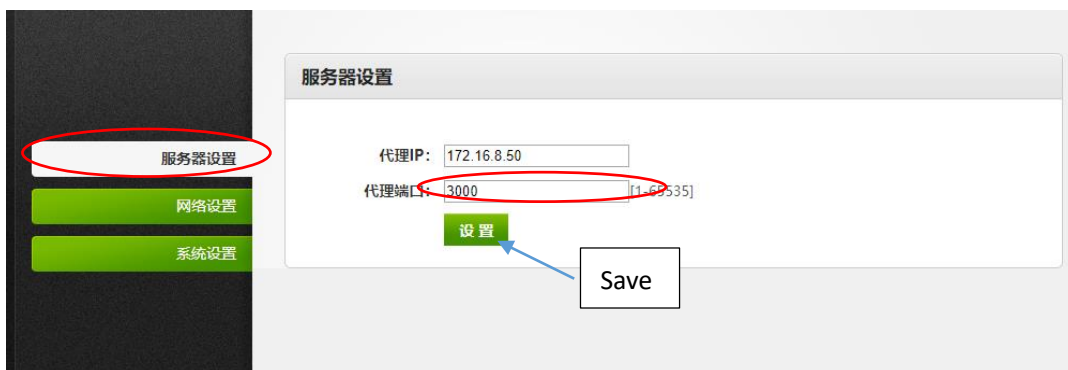 服务器设置
服务器设置
网络设置
系统设置
代理IP: 172.16.8.50
代理端口: 3000 [1-65535]
设 置
Save